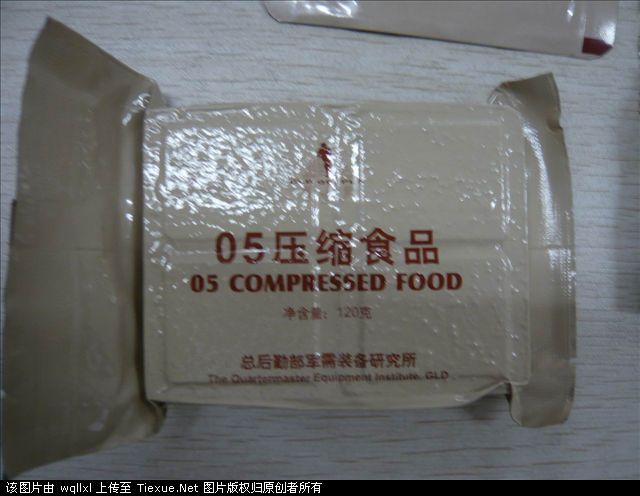 05压缩食品
05 COMPRESSED FOOD
净含量：120克
总后勤部军需装备研究所
The Quartermaster Equipment Institute, GLD
该图片由 wqllxl 上传至 Tiexue.Net 图片版权归原创者所有